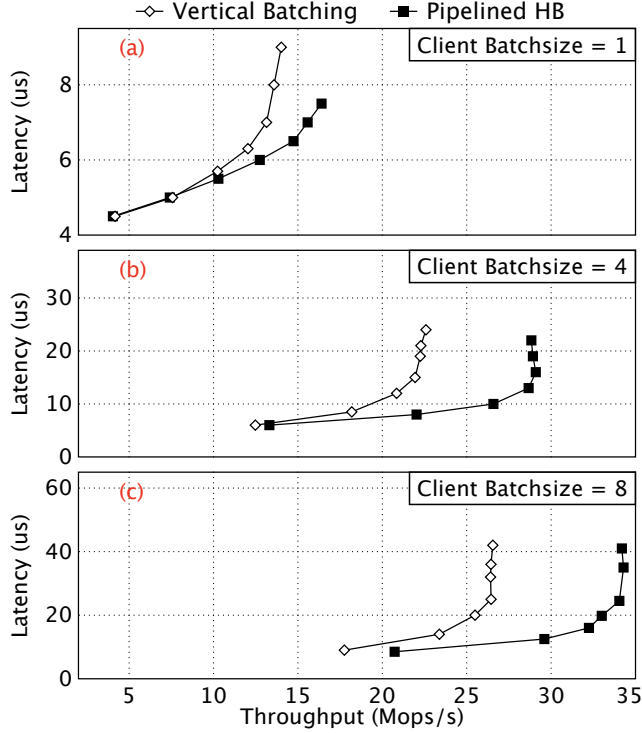 Vertical Batching Pipelined HB
(a)
Client Batchsize = 1
Latency (us)
8
6
4
(b)
Client Batchsize = 4
Latency (us)
30
20
10
0
(c)
Client Batchsize = 8
Latency (us)
60
40
20
0
5 10 15 20 25 30 35
Throughput (Mops/s)